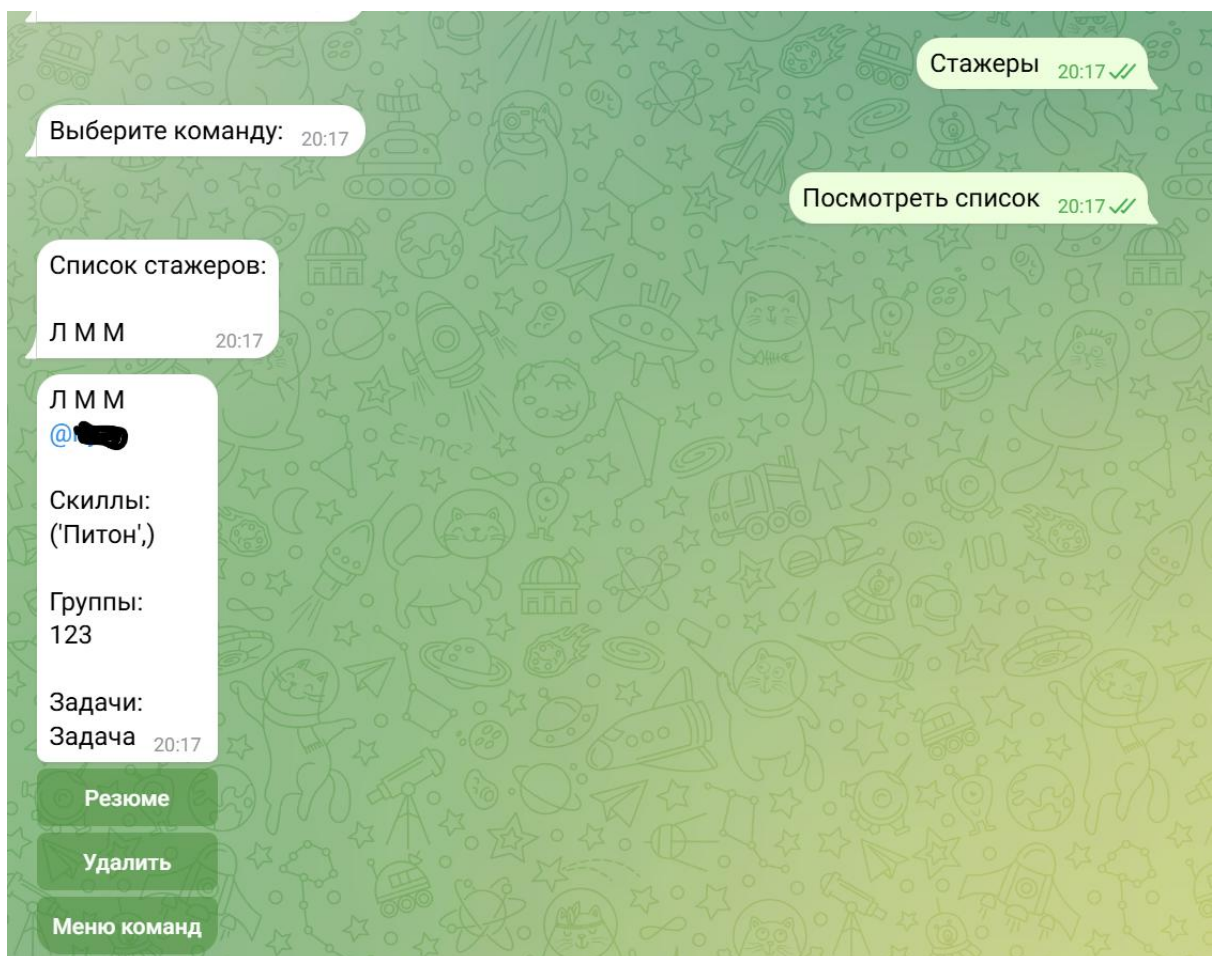 Стажеры 20:17
Выберите команду: 20:17
Посмотреть список 20:17
Список стажеров:
Л М М 20:17
Л М М
@
Скиллы:
('Питон',)
Группы:
123
Задачи:
Задача 20:17
Резюме
Удалить
Меню команд